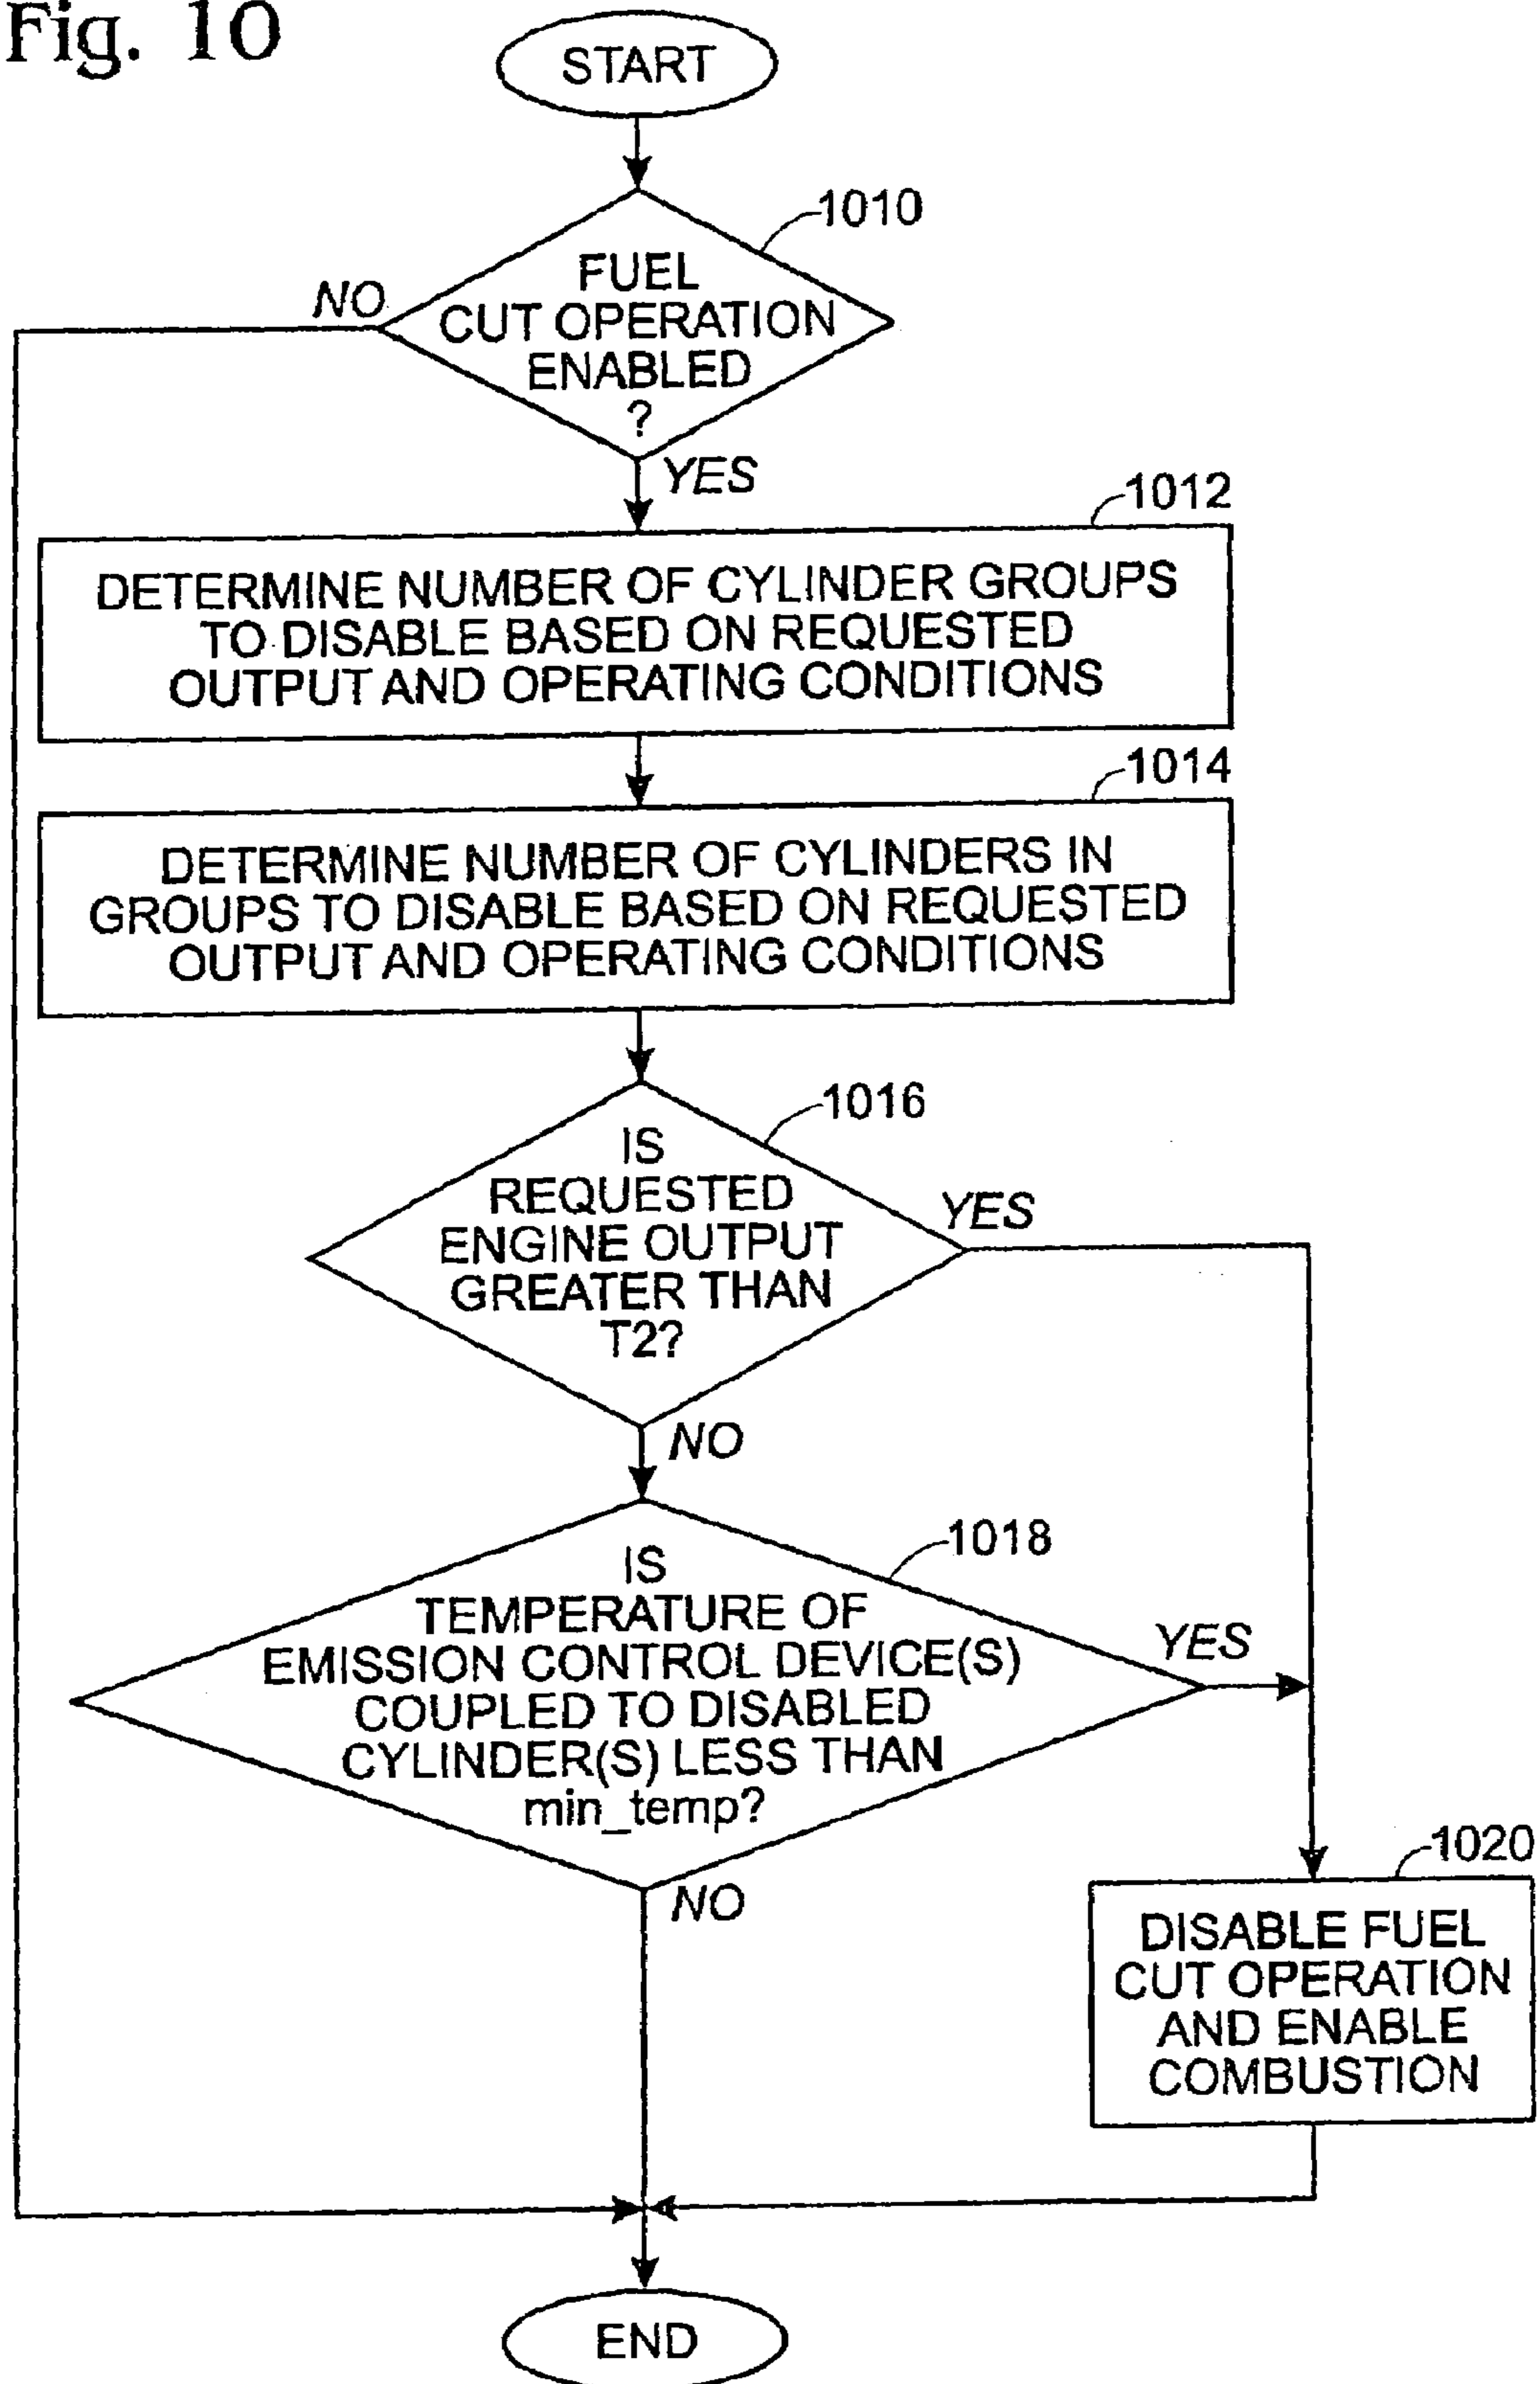 Fig. 10
START
1010
FUEL
CUT OPERATION
ENABLED
?
NO
YES
1012
DETERMINE NUMBER OF CYLINDER GROUPS
TO DISABLE BASED ON REQUESTED
OUTPUT AND OPERATING CONDITIONS
1014
DETERMINE NUMBER OF CYLINDERS IN
GROUPS TO DISABLE BASED ON REQUESTED
OUTPUT AND OPERATING CONDITIONS
1016
IS
REQUESTED
ENGINE OUTPUT
GREATER THAN
T2?
YES
NO
1018
IS
TEMPERATURE OF
EMISSION CONTROL DEVICE(S)
COUPLED TO DISABLED
CYLINDER(S) LESS THAN
min_temp?
YES
NO
1020
DISABLE FUEL
CUT OPERATION
AND ENABLE
COMBUSTION
END